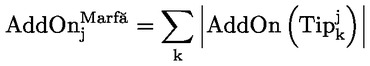 AddOn_j^Marfă = ∑_k |AddOn(Tip_k^j)|